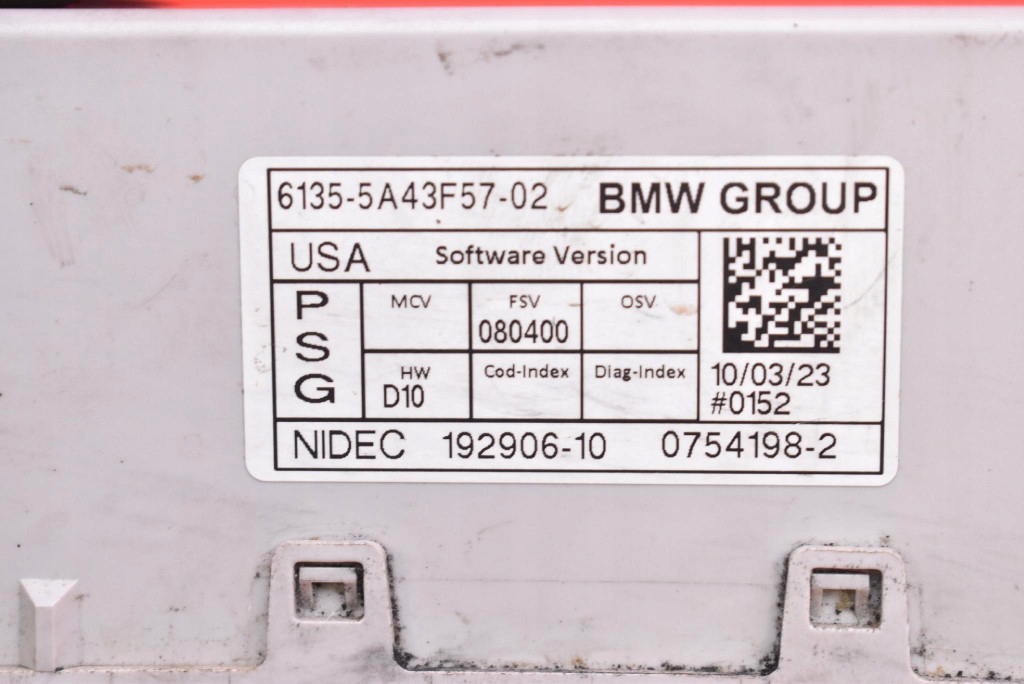 6135-5A43F57-02 BMW GROUP
USA Software Version
PSG
MCV FSV OSV
080400
HW Cod-Index Diag-Index
D10
10/03/23
#0152
NIDEC 192906-10 0754198-2